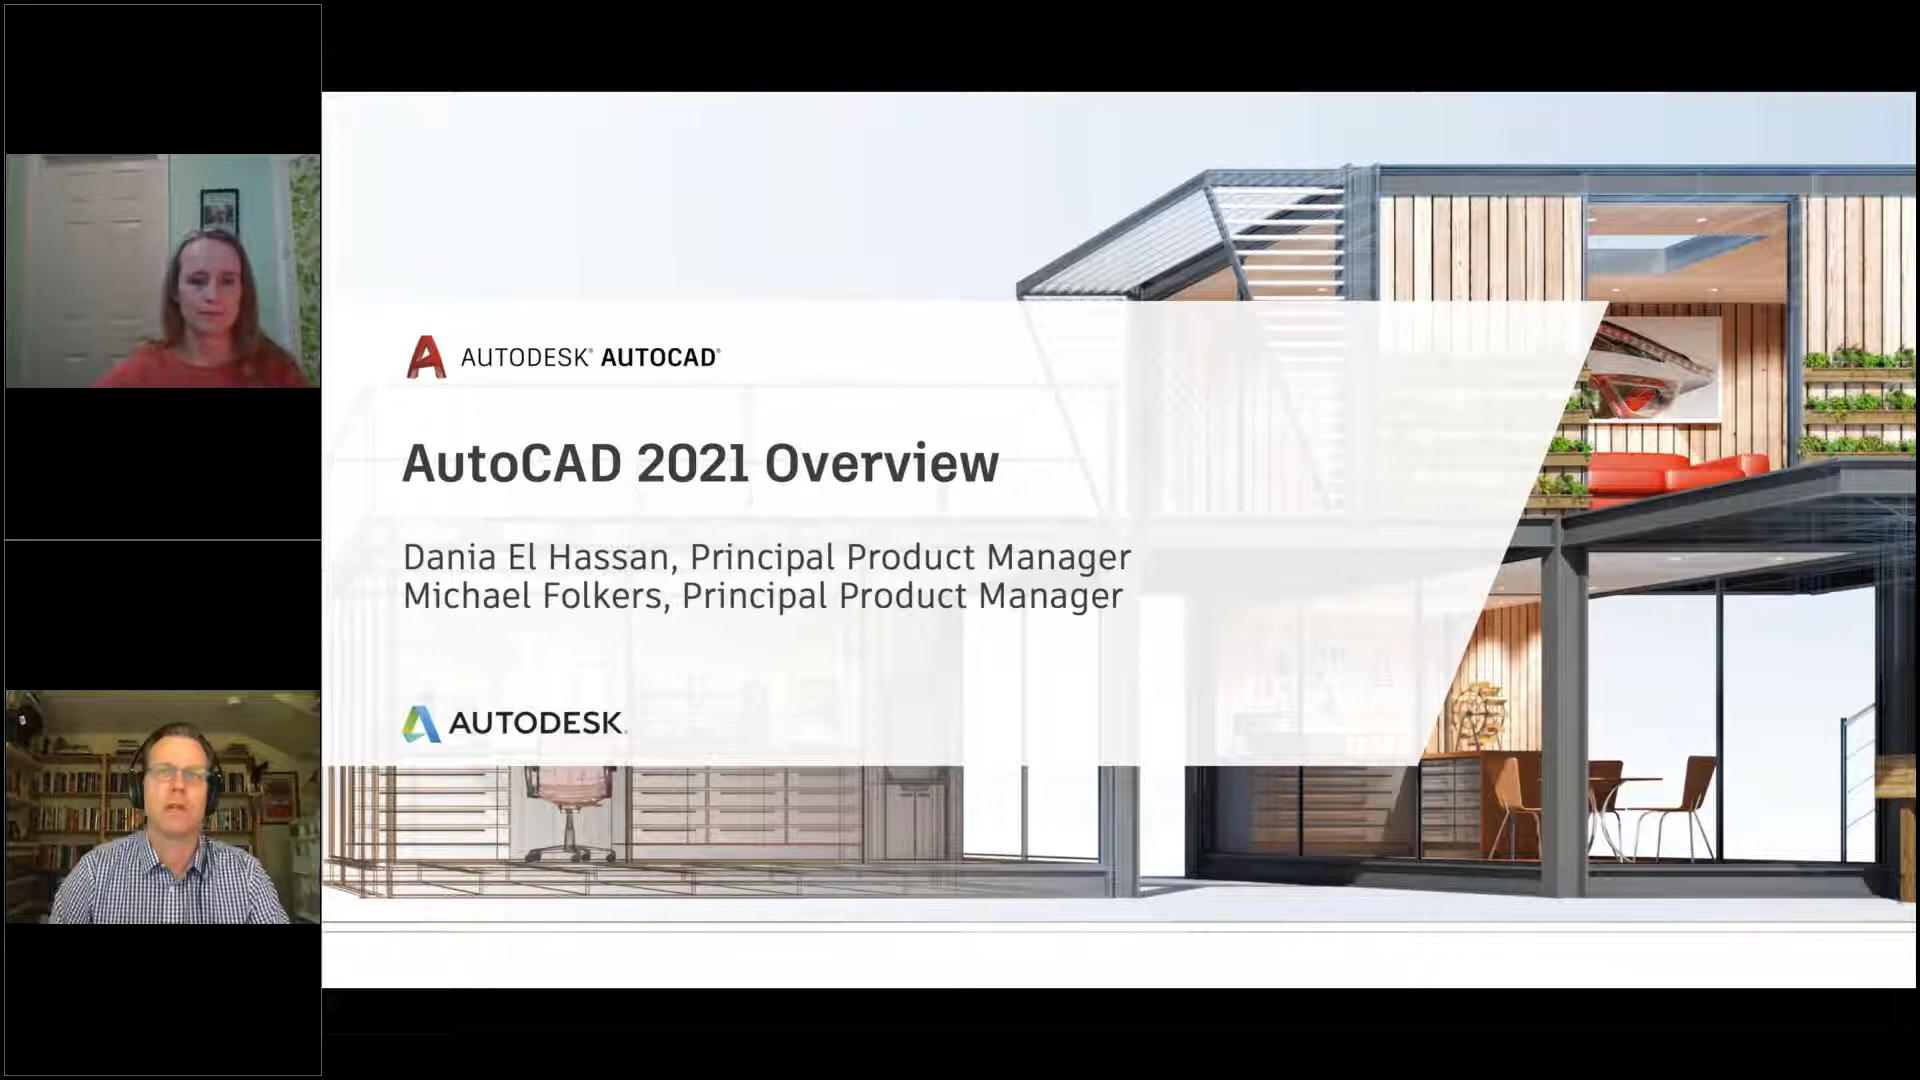 AUTODESK® AUTOCAD®
AutoCAD 2021 Overview
Dania El Hassan, Principal Product Manager
Michael Folkers, Principal Product Manager
AUTODESK.